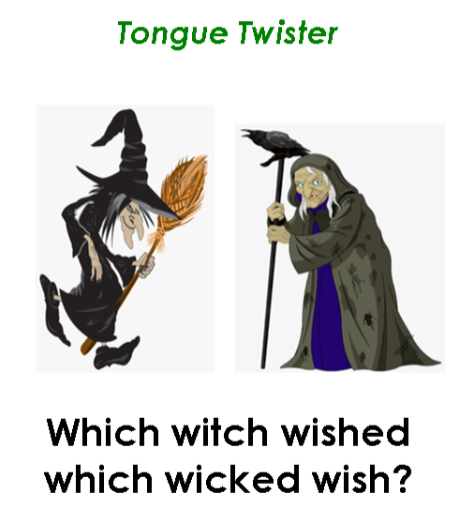 Tongue Twister
Which witch wished
which wicked wish?